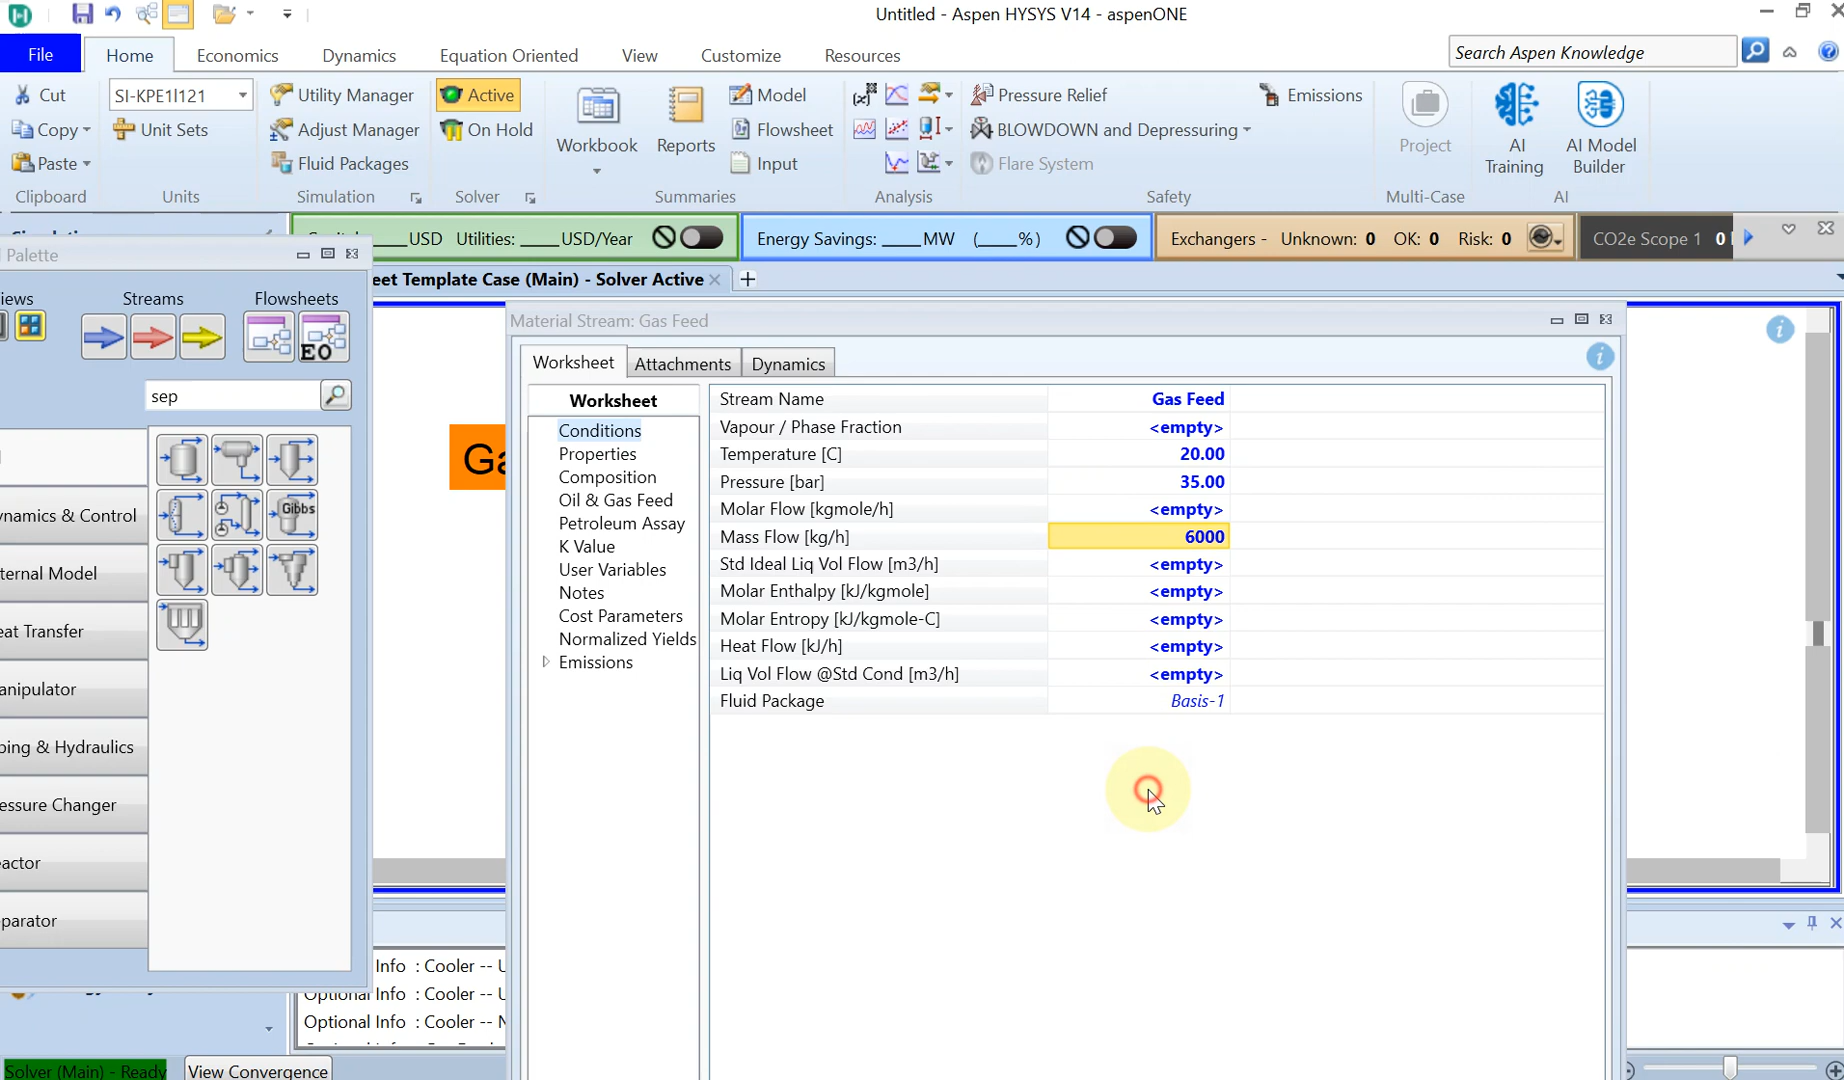 Untitled - Aspen HYSYS V14 - aspenONE
File
Home
Economics
Dynamics
Equation Oriented
View
Customize
Resources
Search Aspen Knowledge
Cut
Copy
Paste
Clipboard
SI-KPE1l121
Unit Sets
Units
Utility Manager
Adjust Manager
Fluid Packages
Simulation
Active
On Hold
Solver
Workbook
Reports
Model
Flowsheet
Input
Summaries
Analysis
Pressure Relief
BLOWDOWN and Depressuring
Flare System
Emissions
Safety
Project
Multi-Case
AI Training
AI Model Builder
AI
____USD Utilities: ____USD/Year
Energy Savings: ____MW (____%)
Exchangers - Unknown: 0 OK: 0 Risk: 0
CO2e Scope 1 0
Palette
iews
Streams
Flowsheets
EO
sep
Gibbs
ynamics & Control
ternal Model
eat Transfer
anipulator
ping & Hydraulics
essure Changer
eactor
parator
eet Template Case (Main) - Solver Active
Ga
Material Stream: Gas Feed
Worksheet
Attachments
Dynamics
Worksheet
Conditions
Properties
Composition
Oil & Gas Feed
Petroleum Assay
K Value
User Variables
Notes
Cost Parameters
Normalized Yields
Emissions
Stream Name Gas Feed
Vapour / Phase Fraction <empty>
Temperature [C] 20.00
Pressure [bar] 35.00
Molar Flow [kgmole/h] <empty>
Mass Flow [kg/h] 6000
Std Ideal Liq Vol Flow [m3/h] <empty>
Molar Enthalpy [kJ/kgmole] <empty>
Molar Entropy [kJ/kgmole-C] <empty>
Heat Flow [kJ/h] <empty>
Liq Vol Flow @Std Cond [m3/h] <empty>
Fluid Package Basis-1
Info : Cooler -- U
Optional Info : Cooler -- U
Optional Info : Cooler -- N
Solver (Main) - Ready
View Convergence